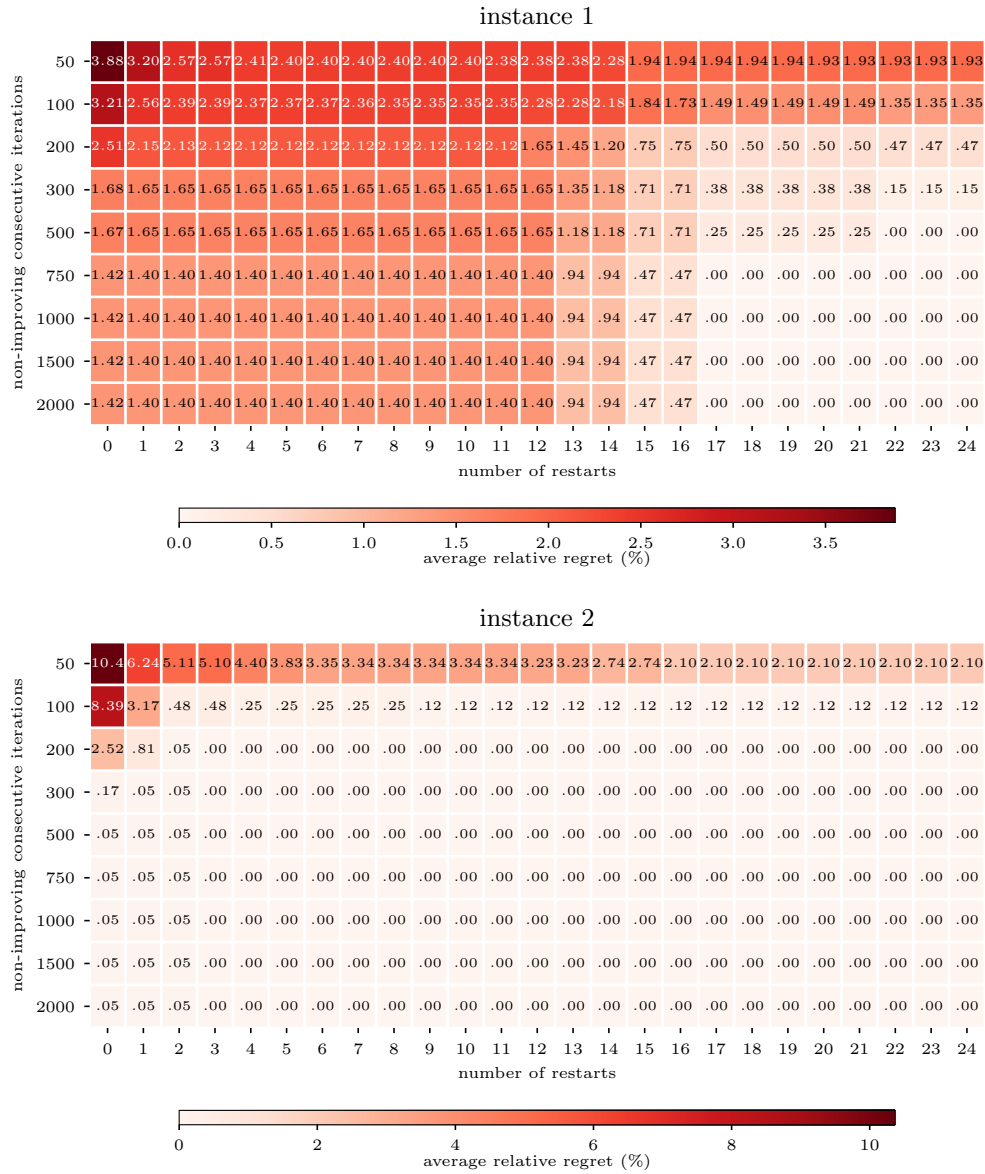 instance 1
non-improving consecutive iterations
50 3.88 3.20 2.57 2.57 2.41 2.40 2.40 2.40 2.40 2.40 2.40 2.38 2.38 2.38 2.28 1.94 1.94 1.94 1.94 1.94 1.93 1.93 1.93 1.93 1.93
100 3.21 2.56 2.39 2.39 2.37 2.37 2.37 2.36 2.35 2.35 2.35 2.35 2.28 2.28 2.18 1.84 1.73 1.49 1.49 1.49 1.49 1.49 1.35 1.35 1.35
200 2.51 2.15 2.13 2.12 2.12 2.12 2.12 2.12 2.12 2.12 2.12 2.12 1.65 1.45 1.20 .75 .75 .50 .50 .50 .50 .50 .47 .47 .47
300 1.68 1.65 1.65 1.65 1.65 1.65 1.65 1.65 1.65 1.65 1.65 1.65 1.65 1.35 1.18 .71 .71 .38 .38 .38 .38 .38 .15 .15 .15
500 1.67 1.65 1.65 1.65 1.65 1.65 1.65 1.65 1.65 1.65 1.65 1.65 1.65 1.18 1.18 .71 .71 .25 .25 .25 .25 .25 .00 .00 .00
750 1.42 1.40 1.40 1.40 1.40 1.40 1.40 1.40 1.40 1.40 1.40 1.40 1.40 .94 .94 .47 .47 .00 .00 .00 .00 .00 .00 .00 .00
1000 1.42 1.40 1.40 1.40 1.40 1.40 1.40 1.40 1.40 1.40 1.40 1.40 1.40 .94 .94 .47 .47 .00 .00 .00 .00 .00 .00 .00 .00
1500 1.42 1.40 1.40 1.40 1.40 1.40 1.40 1.40 1.40 1.40 1.40 1.40 1.40 .94 .94 .47 .47 .00 .00 .00 .00 .00 .00 .00 .00
2000 1.42 1.40 1.40 1.40 1.40 1.40 1.40 1.40 1.40 1.40 1.40 1.40 1.40 .94 .94 .47 .47 .00 .00 .00 .00 .00 .00 .00 .00
0 1 2 3 4 5 6 7 8 9 10 11 12 13 14 15 16 17 18 19 20 21 22 23 24
number of restarts
0.0 0.5 1.0 1.5 2.0 2.5 3.0 3.5
average relative regret (%)
instance 2
non-improving consecutive iterations
50 10.4 6.24 5.11 5.10 4.40 3.83 3.35 3.34 3.34 3.34 3.34 3.34 3.23 3.23 2.74 2.74 2.10 2.10 2.10 2.10 2.10 2.10 2.10 2.10 2.10
100 8.39 3.17 .48 .48 .25 .25 .25 .25 .25 .12 .12 .12 .12 .12 .12 .12 .12 .12 .12 .12 .12 .12 .12 .12 .12
200 2.52 .81 .05 .00 .00 .00 .00 .00 .00 .00 .00 .00 .00 .00 .00 .00 .00 .00 .00 .00 .00 .00 .00 .00 .00
300 .17 .05 .05 .00 .00 .00 .00 .00 .00 .00 .00 .00 .00 .00 .00 .00 .00 .00 .00 .00 .00 .00 .00 .00 .00
500 .05 .05 .05 .00 .00 .00 .00 .00 .00 .00 .00 .00 .00 .00 .00 .00 .00 .00 .00 .00 .00 .00 .00 .00 .00
750 .05 .05 .05 .00 .00 .00 .00 .00 .00 .00 .00 .00 .00 .00 .00 .00 .00 .00 .00 .00 .00 .00 .00 .00 .00
1000 .05 .05 .05 .00 .00 .00 .00 .00 .00 .00 .00 .00 .00 .00 .00 .00 .00 .00 .00 .00 .00 .00 .00 .00 .00
1500 .05 .05 .05 .00 .00 .00 .00 .00 .00 .00 .00 .00 .00 .00 .00 .00 .00 .00 .00 .00 .00 .00 .00 .00 .00
2000 .05 .05 .05 .00 .00 .00 .00 .00 .00 .00 .00 .00 .00 .00 .00 .00 .00 .00 .00 .00 .00 .00 .00 .00 .00
0 1 2 3 4 5 6 7 8 9 10 11 12 13 14 15 16 17 18 19 20 21 22 23 24
number of restarts
0 2 4 6 8 10
average relative regret (%)